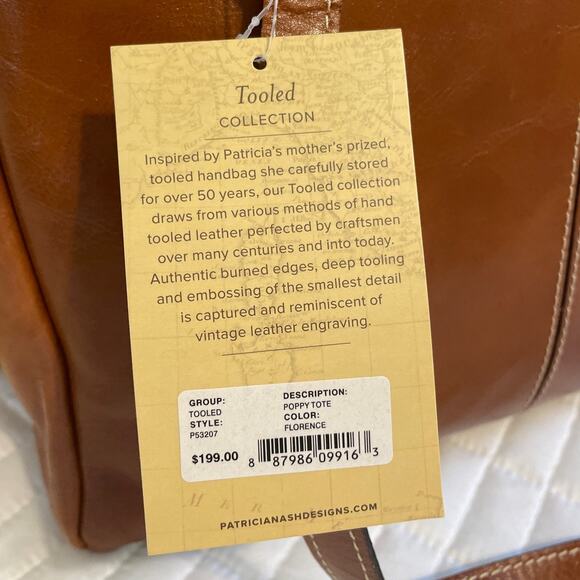 Tooled
COLLECTION
Inspired by Patricia's mother's prized,
tooled handbag she carefully stored
for over 50 years, our Tooled collection
draws from various methods of hand
tooled leather perfected by craftsmen
over many centuries and into today.
Authentic burned edges, deep tooling
and embossing of the smallest detail
is captured and reminiscent of
vintage leather engraving.
GROUP:
TOOLED
STYLE:
P53207
$199.00
DESCRIPTION:
POPPY TOTE
COLOR:
FLORENCE
8 87986 09916 3
PATRICIANASHDESIGNS.COM